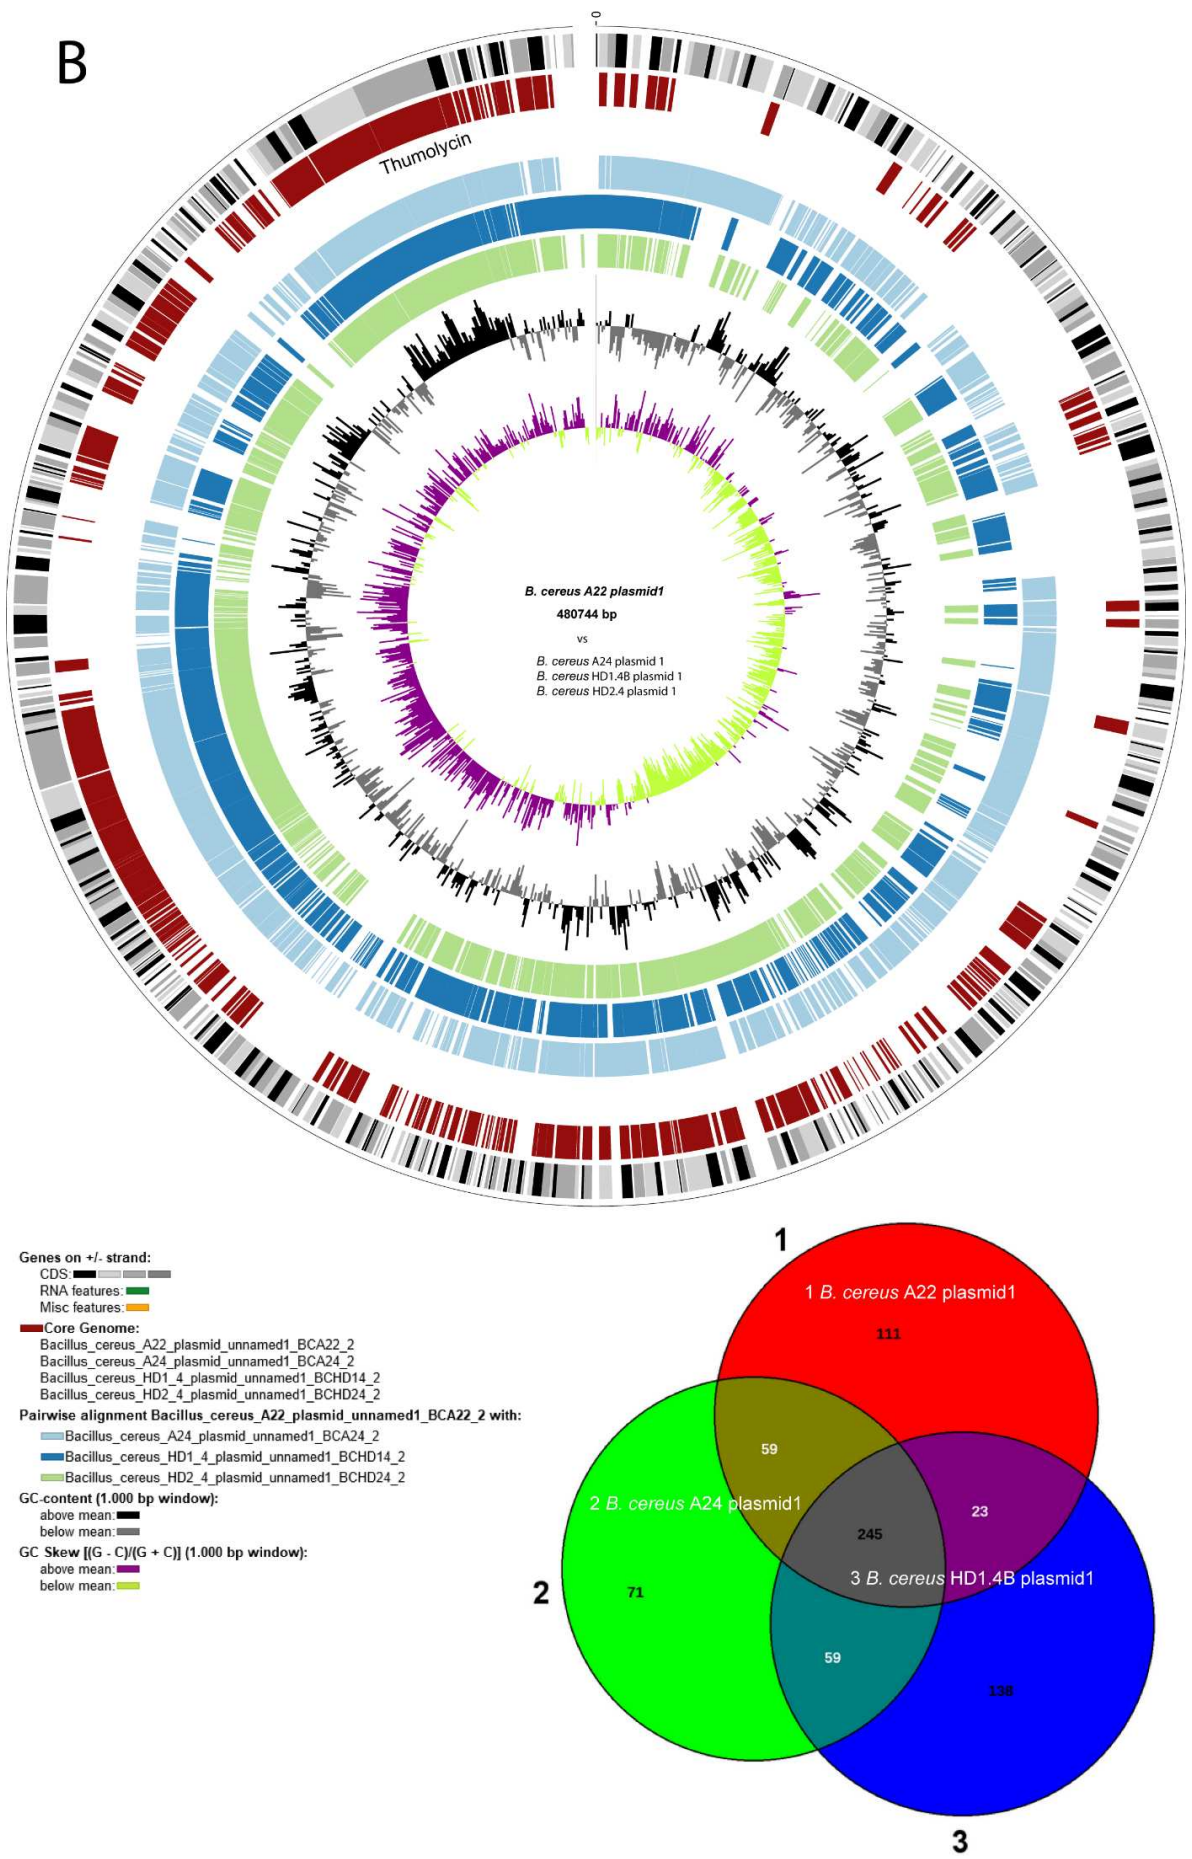 B
0
Thumolycin
B. cereus A22 plasmid1
480744 bp
vs
B. cereus A24 plasmid 1
B. cereus HD1.4B plasmid 1
B. cereus HD2.4 plasmid 1
Genes on +/- strand:
CDS:
RNA features:
Misc features:
Core Genome:
Bacillus_cereus_A22_plasmid_unnamed1_BCA22_2
Bacillus_cereus_A24_plasmid_unnamed1_BCA24_2
Bacillus_cereus_HD1_4_plasmid_unnamed1_BCHD14_2
Bacillus_cereus_HD2_4_plasmid_unnamed1_BCHD24_2
Pairwise alignment Bacillus_cereus_A22_plasmid_unnamed1_BCA22_2 with:
Bacillus_cereus_A24_plasmid_unnamed1_BCA24_2
Bacillus_cereus_HD1_4_plasmid_unnamed1_BCHD14_2
Bacillus_cereus_HD2_4_plasmid_unnamed1_BCHD24_2
GC-content (1.000 bp window):
above mean:
below mean:
GC Skew [(G - C)/(G + C)] (1.000 bp window):
above mean:
below mean:
1
1 B. cereus A22 plasmid1
111
59
2 B. cereus A24 plasmid1
23
245
3 B. cereus HD1.4B plasmid1
2
71
59
138
3